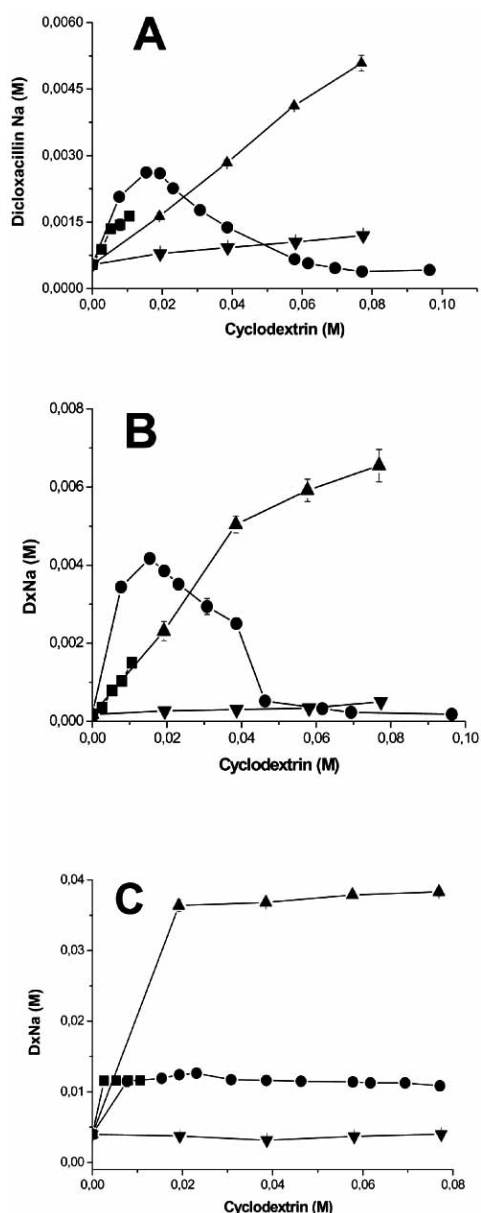 A
0,0060
0,0045
0,0030
0,0015
0,0000
Dicloxacillin Na (M)
0,00 0,02 0,04 0,06 0,08 0,10
Cyclodextrin (M)
B
0,008
0,006
0,004
0,002
0,000
DxNa (M)
0,00 0,02 0,04 0,06 0,08 0,10
Cyclodextrin (M)
C
0,04
0,03
0,02
0,01
0,00
DxNa (M)
0,00 0,02 0,04 0,06 0,08
Cyclodextrin (M)